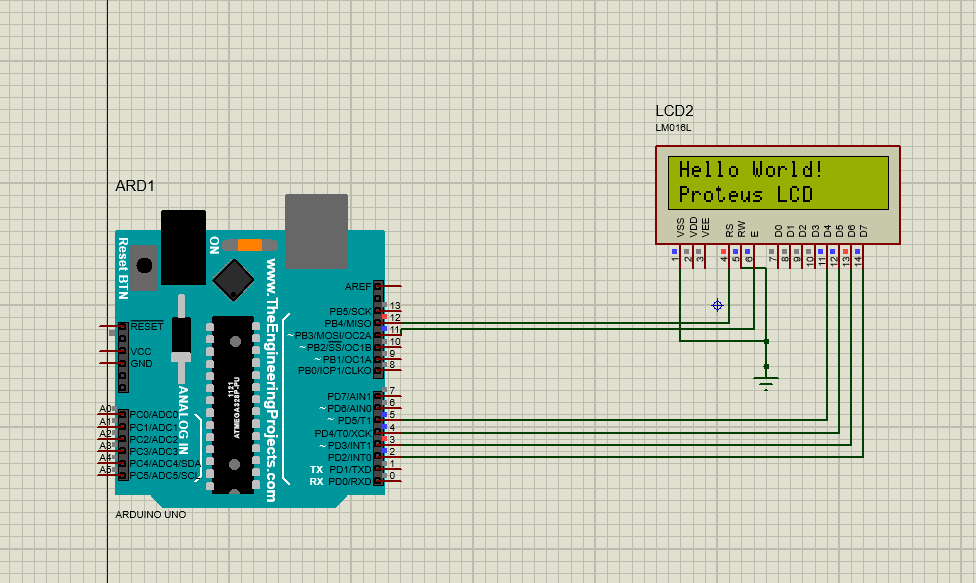 LCD2
LM016L
Hello World!
Proteus LCD
VSS
VDD
VEE
RS
RW
E
D0
D1
D2
D3
D4
D5
D6
D7
1
2
3
4
5
6
7
8
9
10
11
12
13
14
ARD1
Reset BTN
ON
www.TheEngineeringProjects.com
ANALOG IN
1121
ATMEGA328P-PU
RESET
VCC
GND
A0 PC0/ADC0
A1 PC1/ADC1
A2 PC2/ADC2
A3 PC3/ADC3
A4 PC4/ADC4/SDA
A5 PC5/ADC5/SCL
AREF
PB5/SCK 13
PB4/MISO 12
~PB3/MOSI/OC2A 11
~PB2/SS/OC1B 10
~PB1/OC1A 9
PB0/ICP1/CLKO 8
PD7/AIN1 7
~PD6/AIN0 6
~PD5/T1 5
PD4/T0/XCK 4
~PD3/INT1 3
PD2/INT0 2
TX PD1/TXD 1
RX PD0/RXD 0
ARDUINO UNO